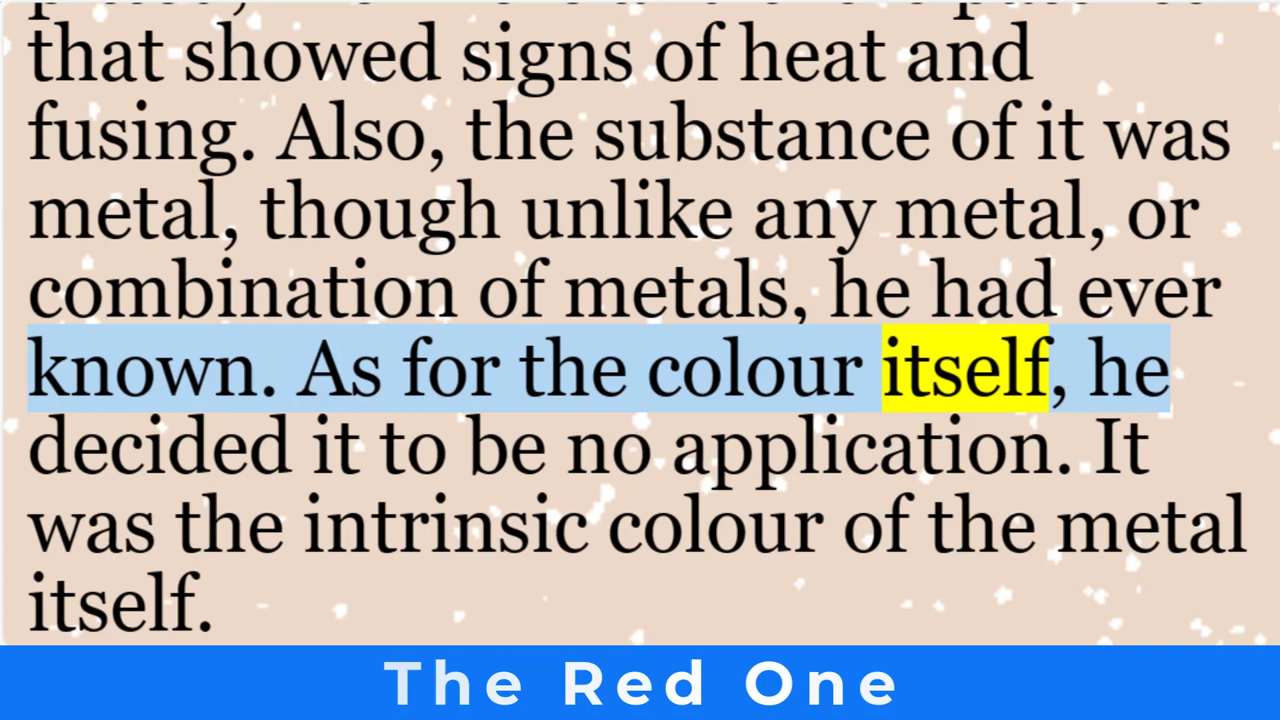 that showed signs of heat and
fusing. Also, the substance of it was
metal, though unlike any metal, or
combination of metals, he had ever
known. As for the colour itself, he
decided it to be no application. It
was the intrinsic colour of the metal
itself.
The Red One